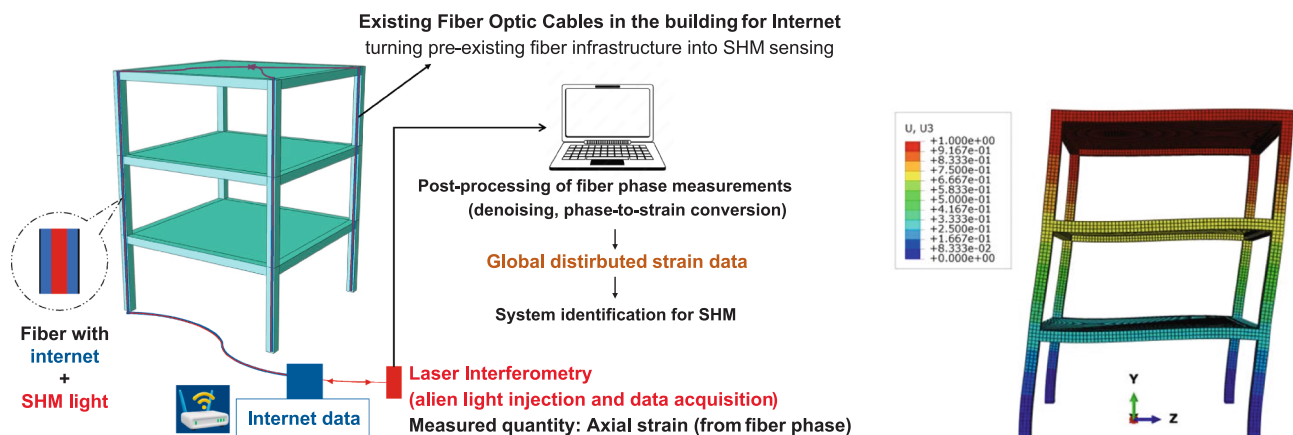 Existing Fiber Optic Cables in the building for Internet
turning pre-existing fiber infrastructure into SHM sensing
Post-processing of fiber phase measurements
(denoising, phase-to-strain conversion)
Global distirbuted strain data
System identification for SHM
Fiber with
internet
+
SHM light
Internet data
Laser Interferometry
(alien light injection and data acquisition)
Measured quantity: Axial strain (from fiber phase)
U, U3
+1.000e+00
+9.167e-01
+8.333e-01
+7.500e-01
+6.667e-01
+5.833e-01
+5.000e-01
+4.167e-01
+3.333e-01
+2.500e-01
+1.667e-01
+8.333e-02
+0.000e+00
Y
Z